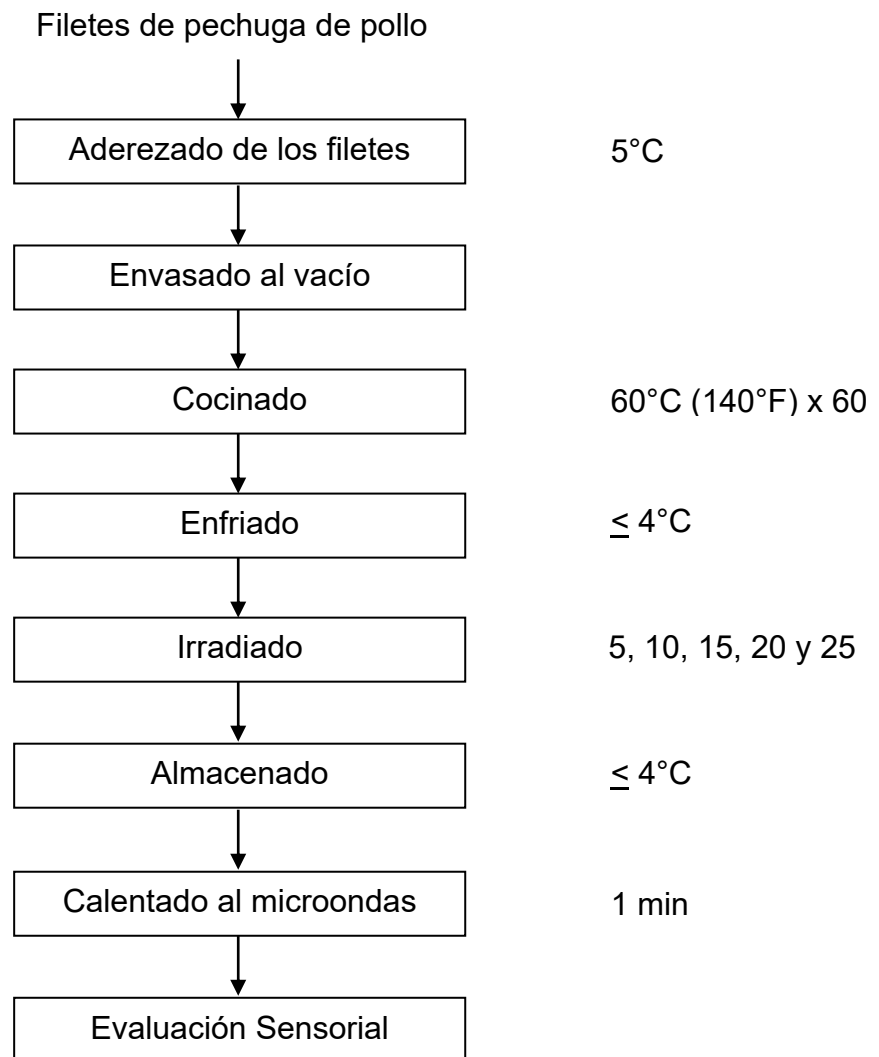 Filetes de pechuga de pollo
Aderezado de los filetes 5°C
Envasado al vacío
Cocinado 60°C (140°F) x 60
Enfriado ≤ 4°C
Irradiado 5, 10, 15, 20 y 25
Almacenado ≤ 4°C
Calentado al microondas 1 min
Evaluación Sensorial